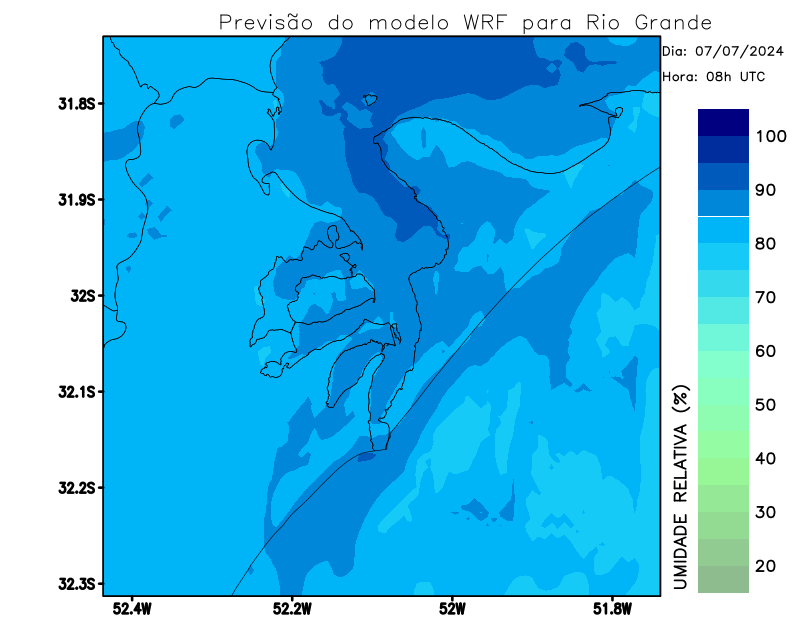 Previsão do modelo WRF para Rio Grande
Dia: 07/07/2024
Hora: 08h UTC
31.8S
31.9S
32S
32.1S
32.2S
32.3S
52.4W
52.2W
52W
51.8W
UMIDADE RELATIVA (%)
100
90
80
70
60
50
40
30
20